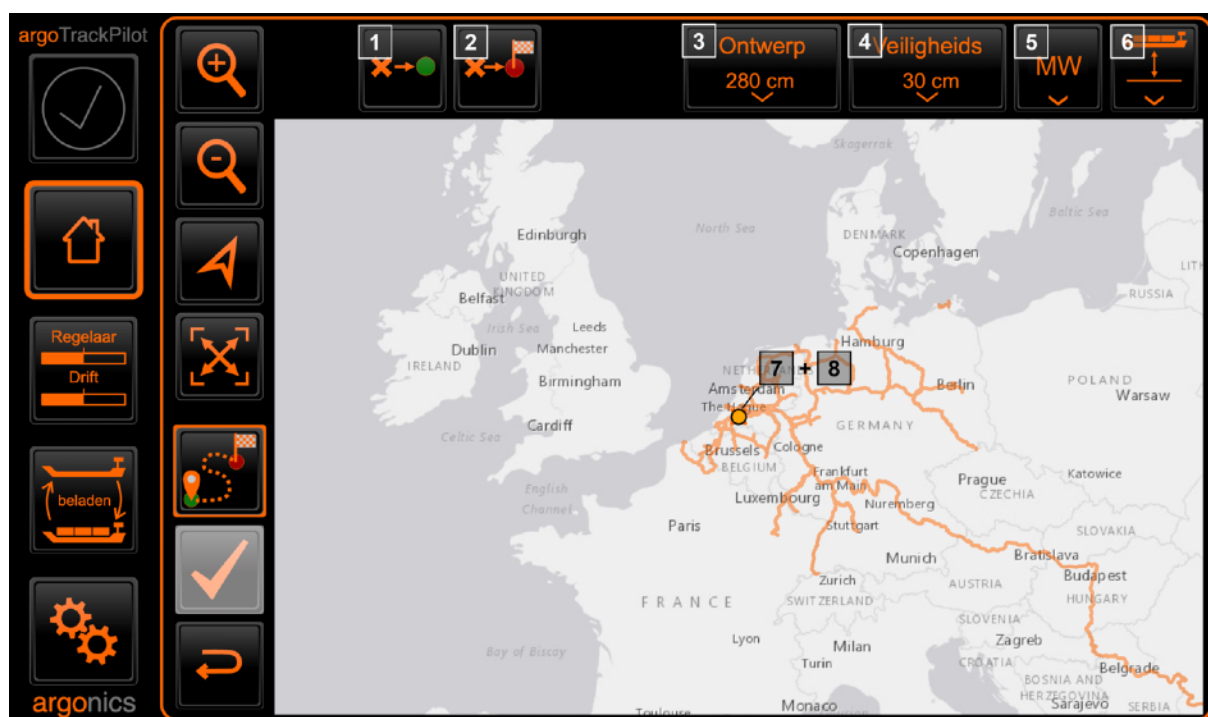 argoTrackPilot
1
2
3 Ontwerp
280 cm
4 Veiligheids
30 cm
5 MW
6
Skagerrak
North Sea
Baltic Sea
Edinburgh
DENMARK
Copenhagen
UNITED
KINGDOM
LITH
Belfast
RUSSIA
Irish Sea
Leeds
Regelaar
Drift
Dublin
Manchester
Hamburg
IRELAND
NETHERLANDS
7 + 8
Birmingham
Amsterdam
Berlin
POLAND
Warsaw
The Hague
Cardiff
GERMANY
Celtic Sea
Brussels
Cologne
BELGIUM
Frankfurt
am Main
Prague
Katowice
CZECHIA
English
Channel
Luxembourg
Nuremberg
beladen
Paris
Stuttgart
SLOVAKIA
Munich
Bratislava
Zurich
AUSTRIA
Budapest
FRANCE
SWITZERLAND
HUNGARY
SLOVENIA
Lyon
Milan
Zagreb
Bay of Biscay
Turin
CROATIA
Belgrade
BOSNIA AND
HERZEGOVINA
Monaco
Sarajevo
SERBIA
Toulouse
argonics